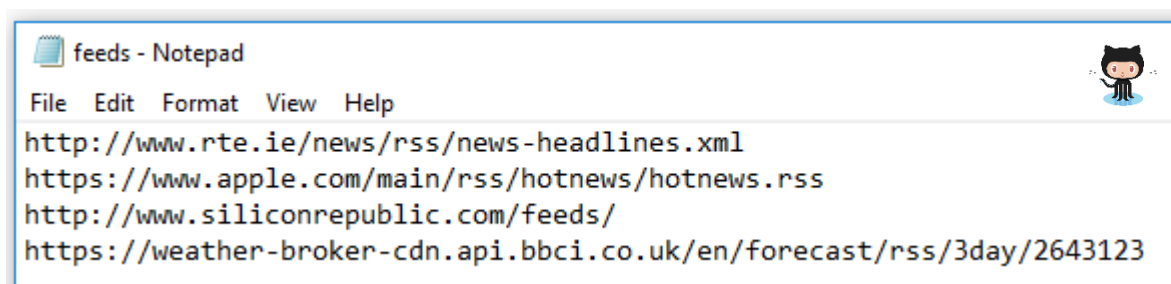 feeds - Notepad
File Edit Format View Help
http://www.rte.ie/news/rss/news-headlines.xml
https://www.apple.com/main/rss/hotnews/hotnews.rss
http://www.siliconrepublic.com/feeds/
https://weather-broker-cdn.api.bbci.co.uk/en/forecast/rss/3day/2643123